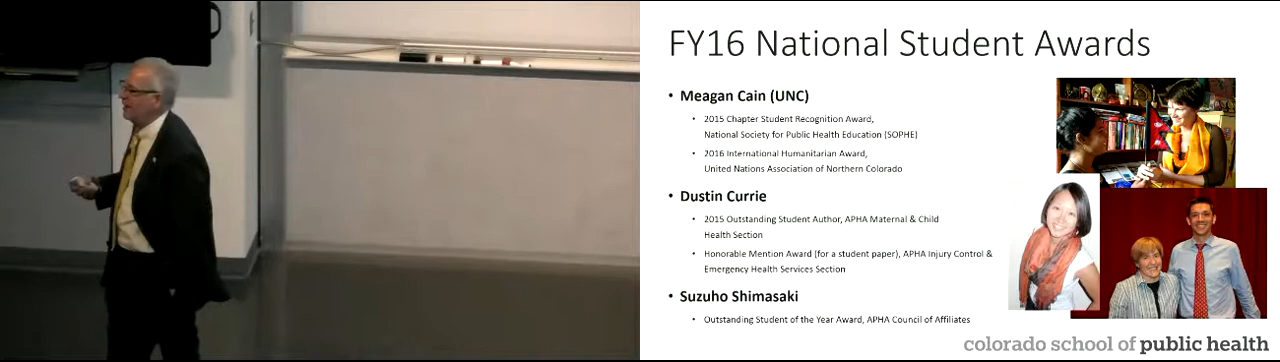 FY16 National Student Awards
• Meagan Cain (UNC)
• 2015 Chapter Student Recognition Award,
National Society for Public Health Education (SOPHE)
• 2016 International Humanitarian Award,
United Nations Association of Northern Colorado
• Dustin Currie
• 2015 Outstanding Student Author, APHA Maternal & Child
Health Section
• Honorable Mention Award (for a student paper), APHA Injury Control &
Emergency Health Services Section
• Suzuho Shimasaki
• Outstanding Student of the Year Award, APHA Council of Affiliates
colorado school of public health